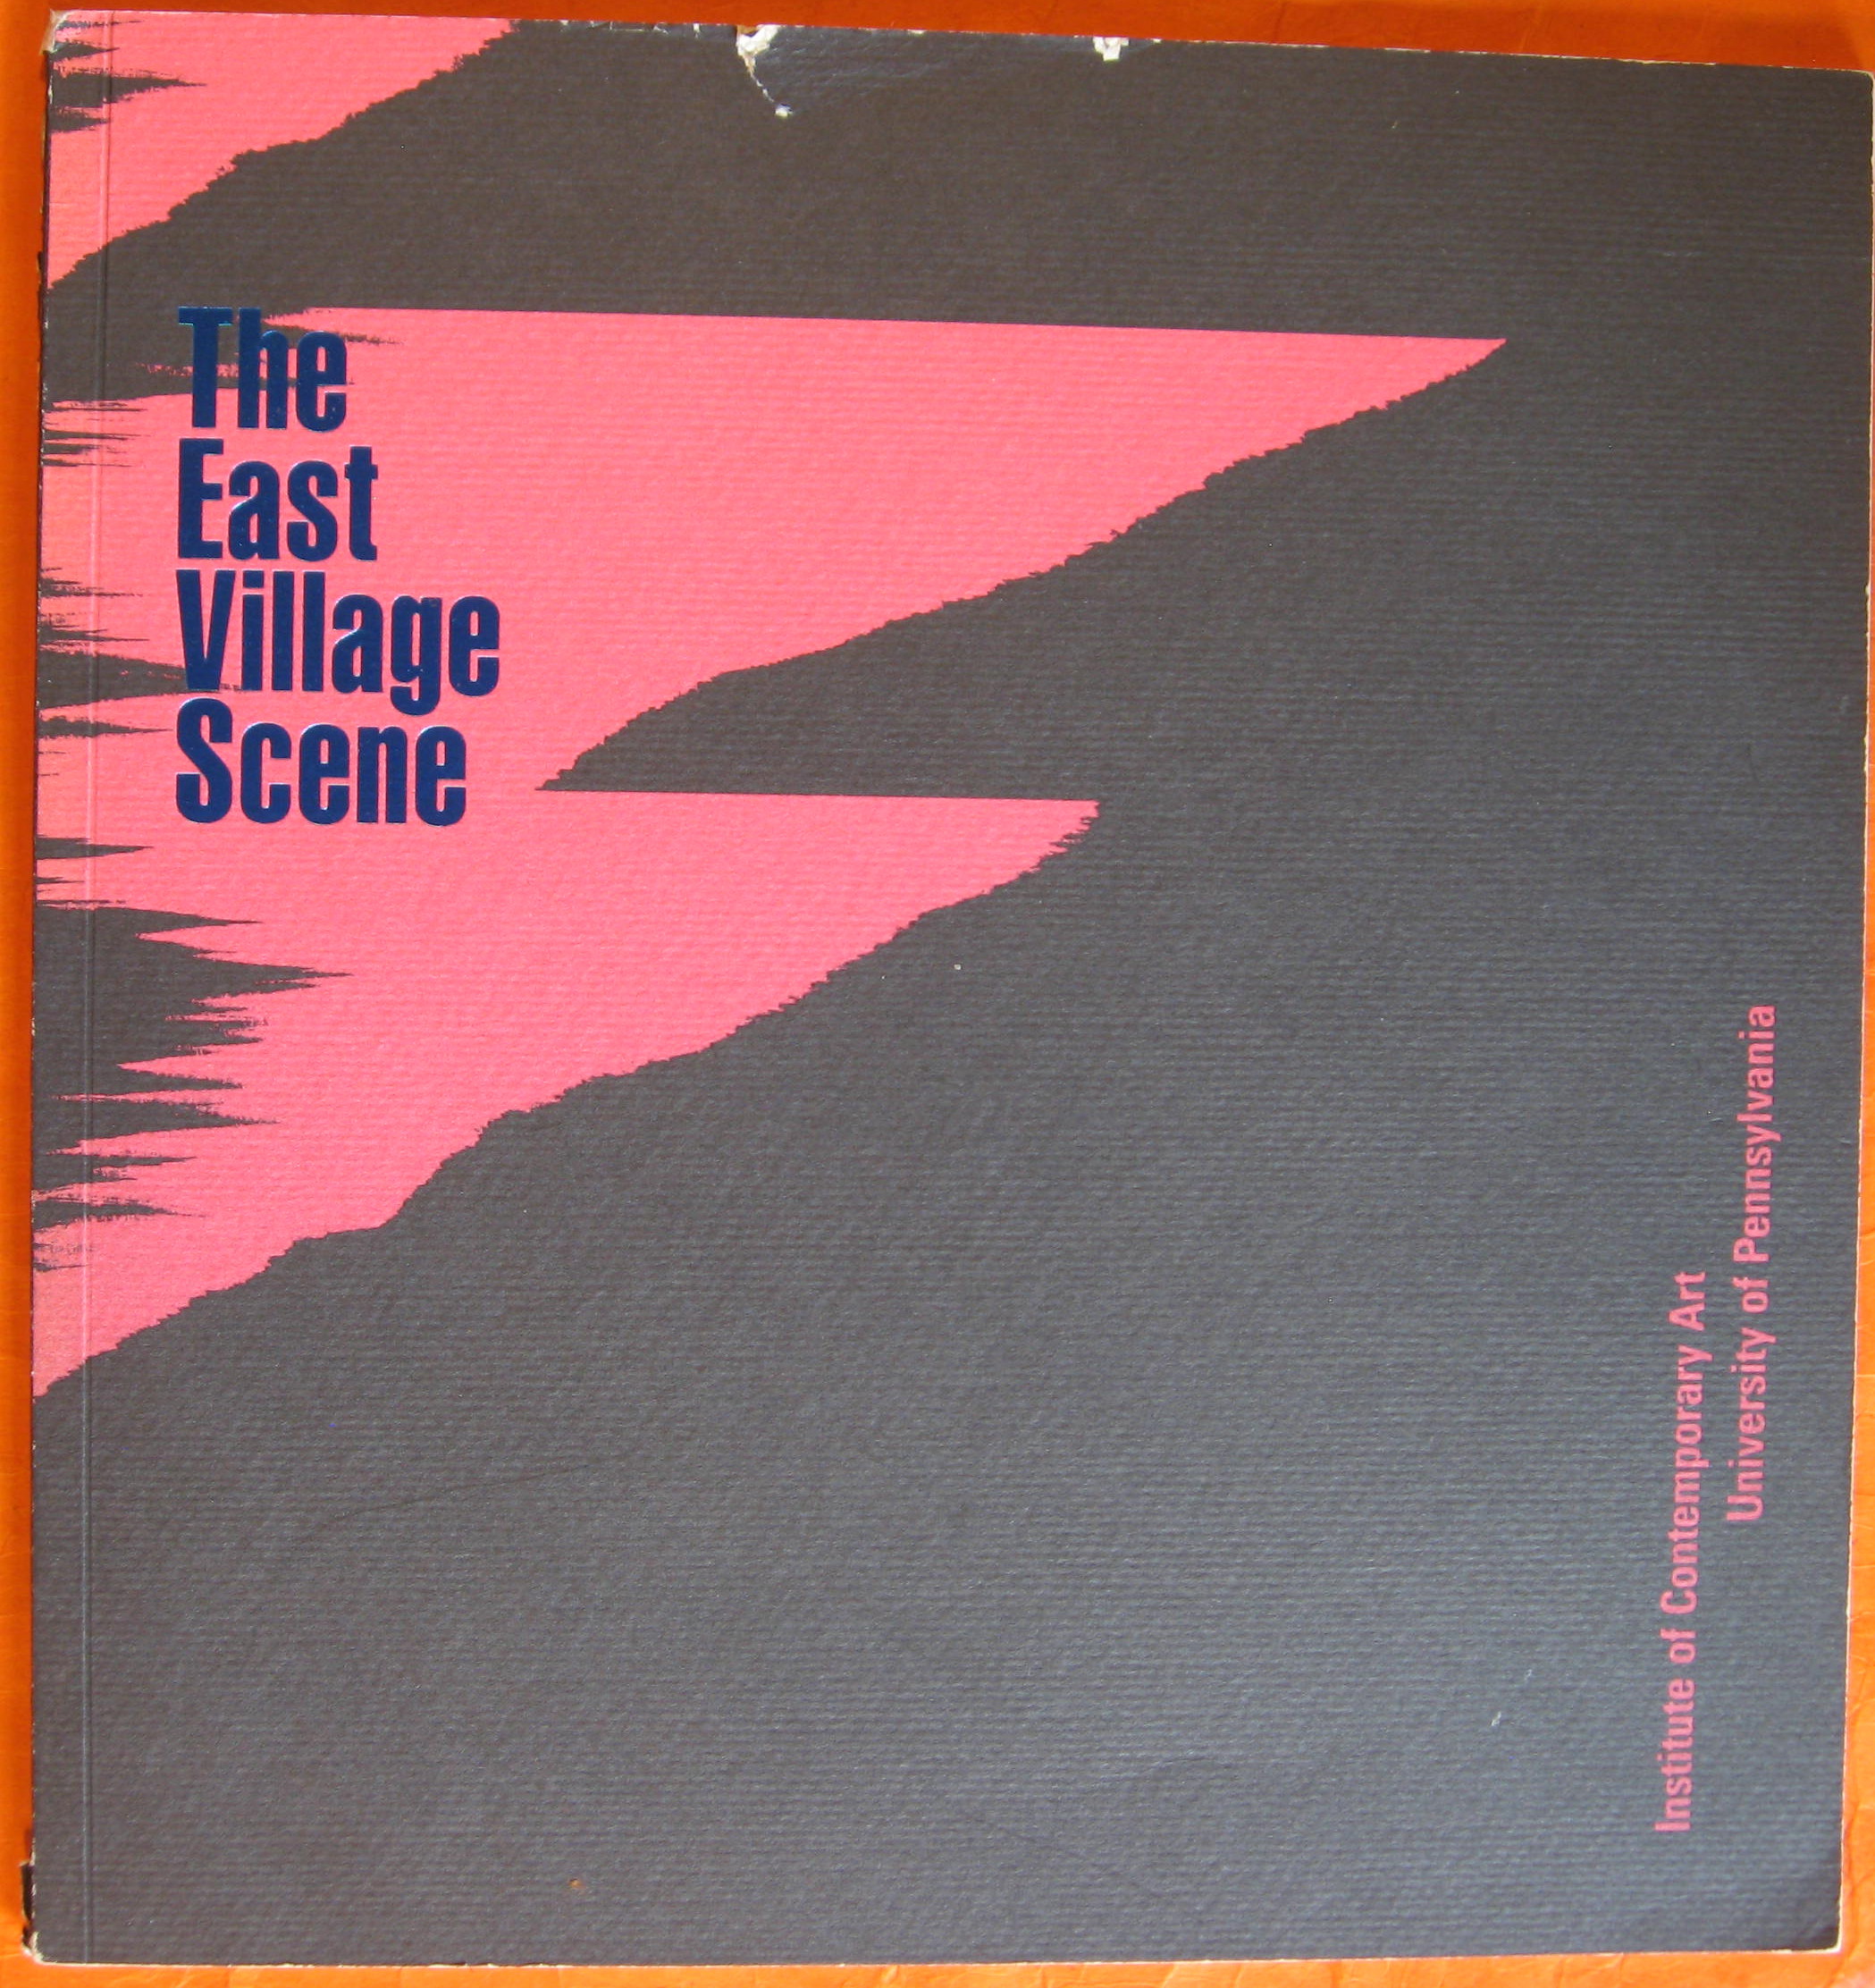 The
East
Village
Scene
Institute of Contemporary Art
University of Pennsylvania